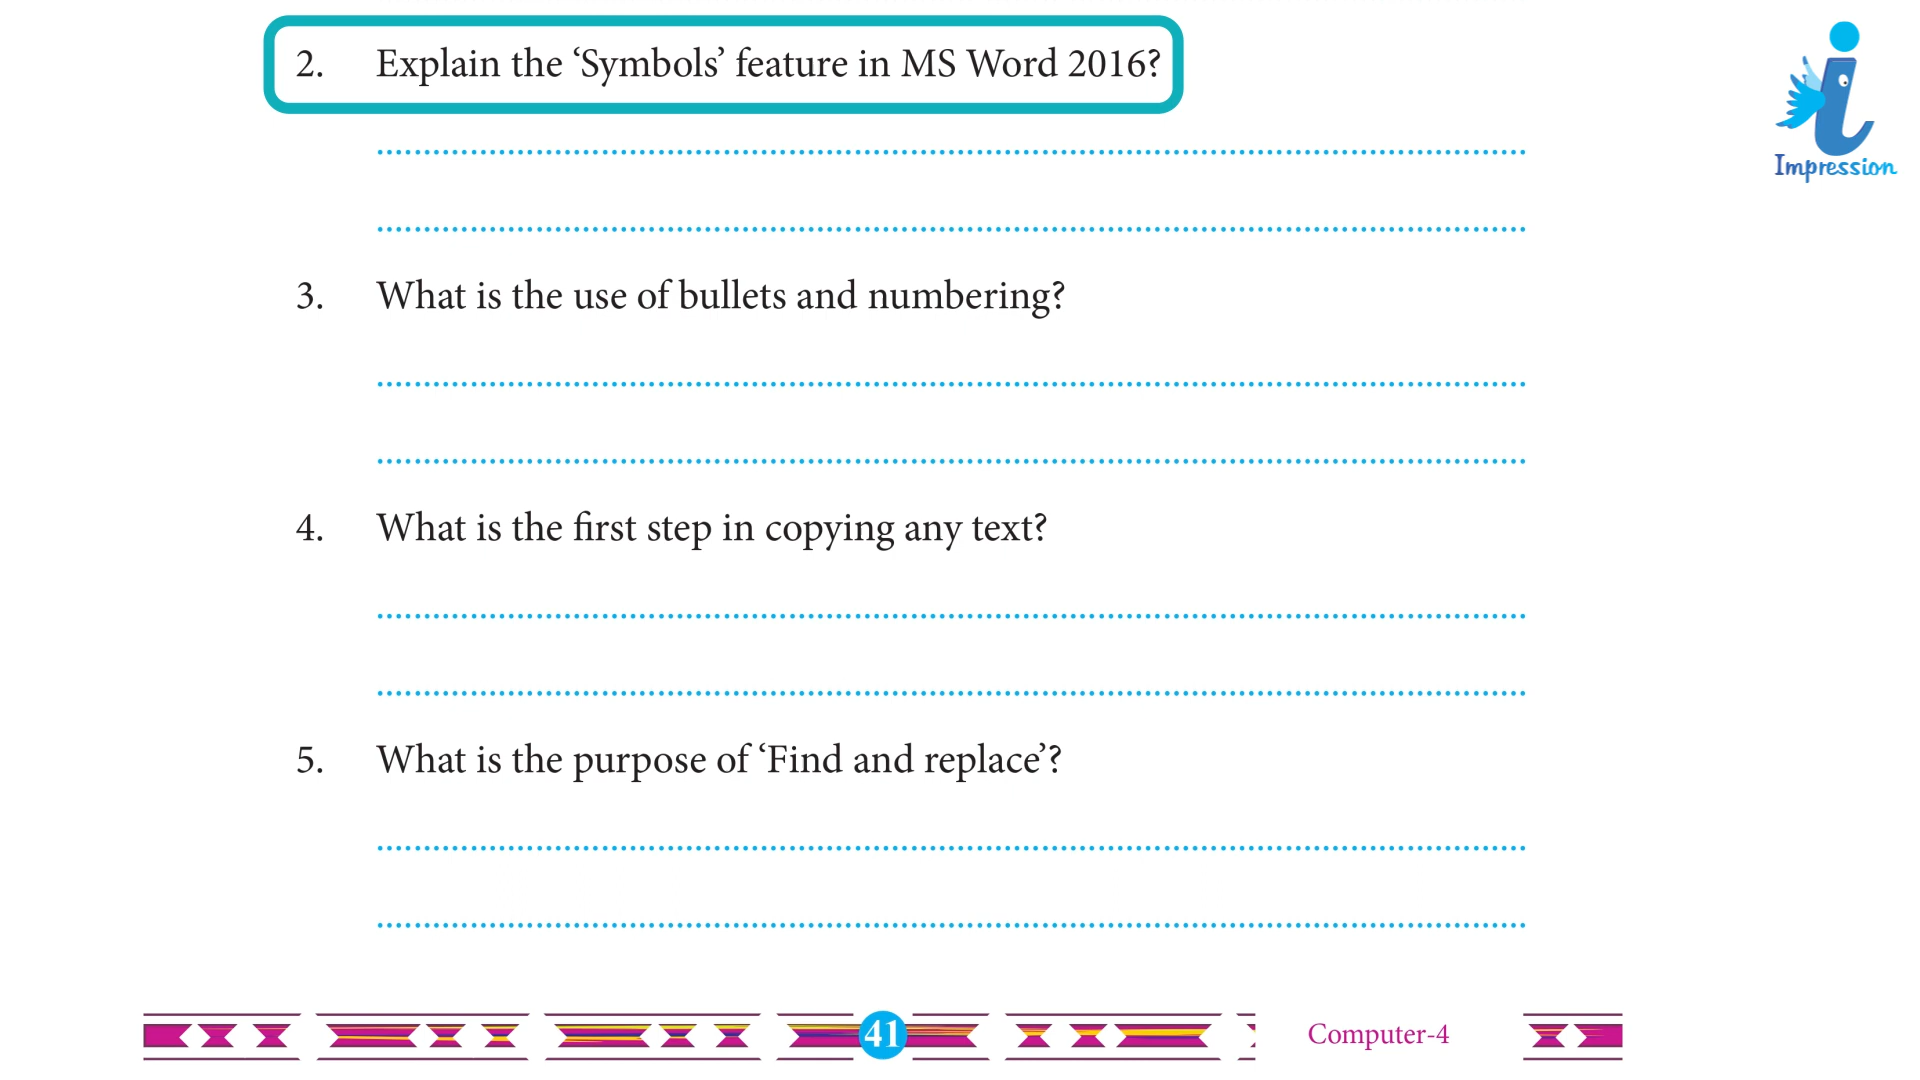 2. Explain the ‘Symbols’ feature in MS Word 2016?
Impression
3. What is the use of bullets and numbering?
4. What is the first step in copying any text?
5. What is the purpose of ‘Find and replace’?
41
Computer-4